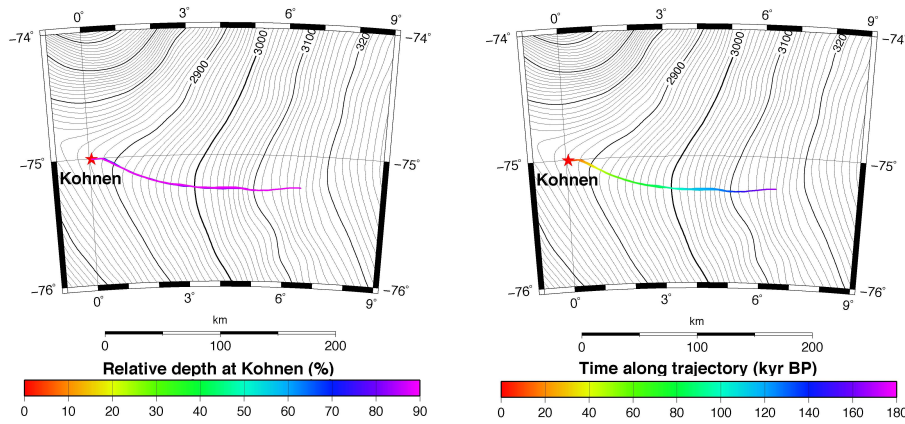 0° 3° 6° 9°
−74° −74°
2900 3000 3100 320
−75° −75°
Kohnen
−76° −76°
0° 3° 6° 9°
km
0 100 200
Relative depth at Kohnen (%)
0 10 20 30 40 50 60 70 80 90
0° 3° 6° 9°
−74° −74°
2900 3000 3100 320
−75° −75°
Kohnen
−76° −76°
0° 3° 6° 9°
km
0 100 200
Time along trajectory (kyr BP)
0 20 40 60 80 100 120 140 160 180